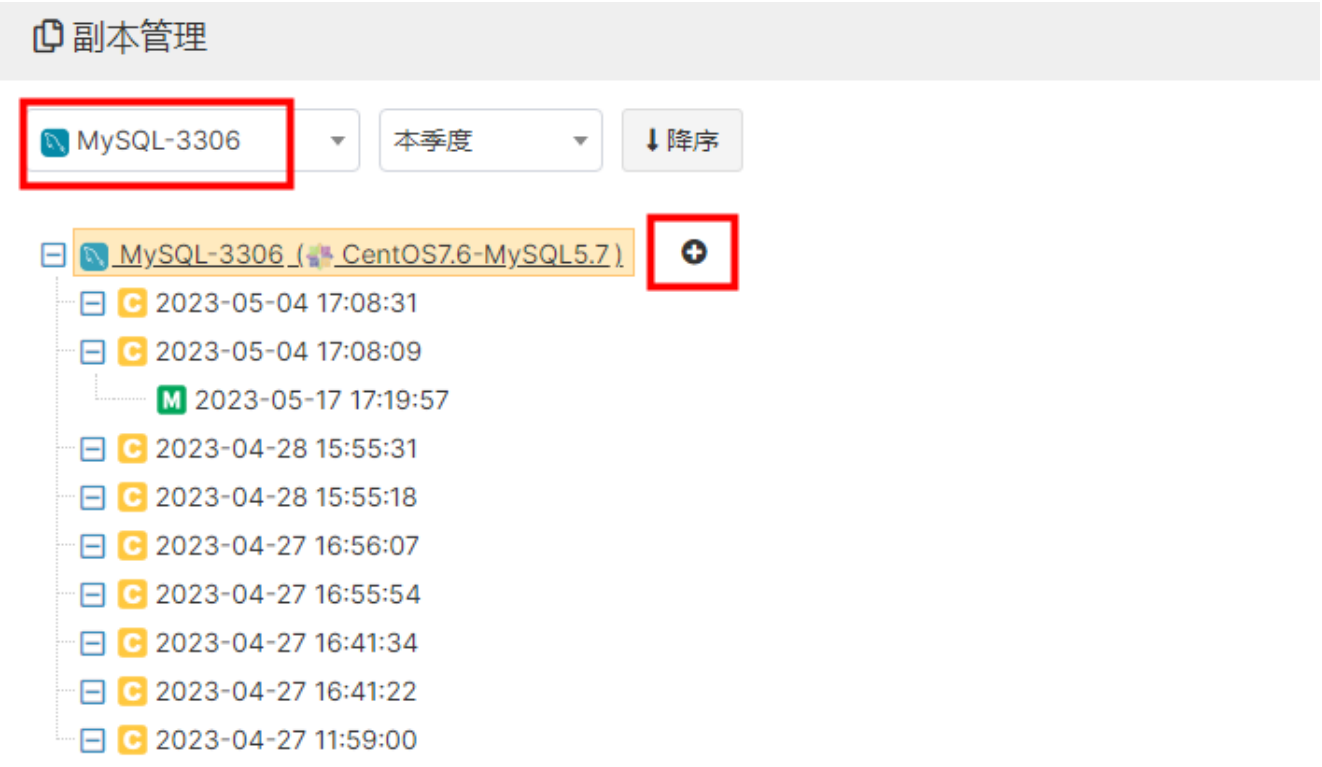 副本管理
MySQL-3306 本季度 降序
MySQL-3306 (CentOS7.6-MySQL5.7)
C 2023-05-04 17:08:31
C 2023-05-04 17:08:09
M 2023-05-17 17:19:57
C 2023-04-28 15:55:31
C 2023-04-28 15:55:18
C 2023-04-27 16:56:07
C 2023-04-27 16:55:54
C 2023-04-27 16:41:34
C 2023-04-27 16:41:22
C 2023-04-27 11:59:00